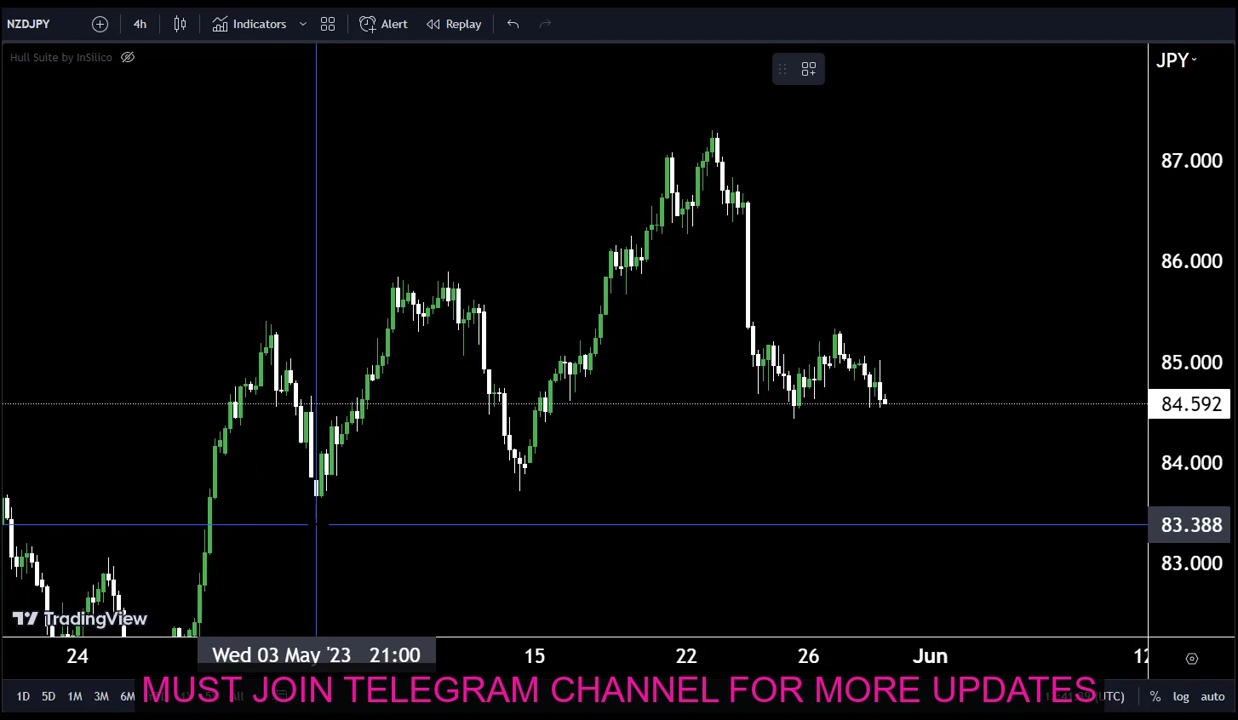 NZDJPY 4h Indicators Alert Replay
Hull Suite by InSilico
JPY
87.000
86.000
85.000
84.592
84.000
83.388
83.000
TradingView
24 Wed 03 May '23 21:00 15 22 26 Jun 12
1D 5D 1M 3M 6M (UTC) % log auto
MUST JOIN TELEGRAM CHANNEL FOR MORE UPDATES